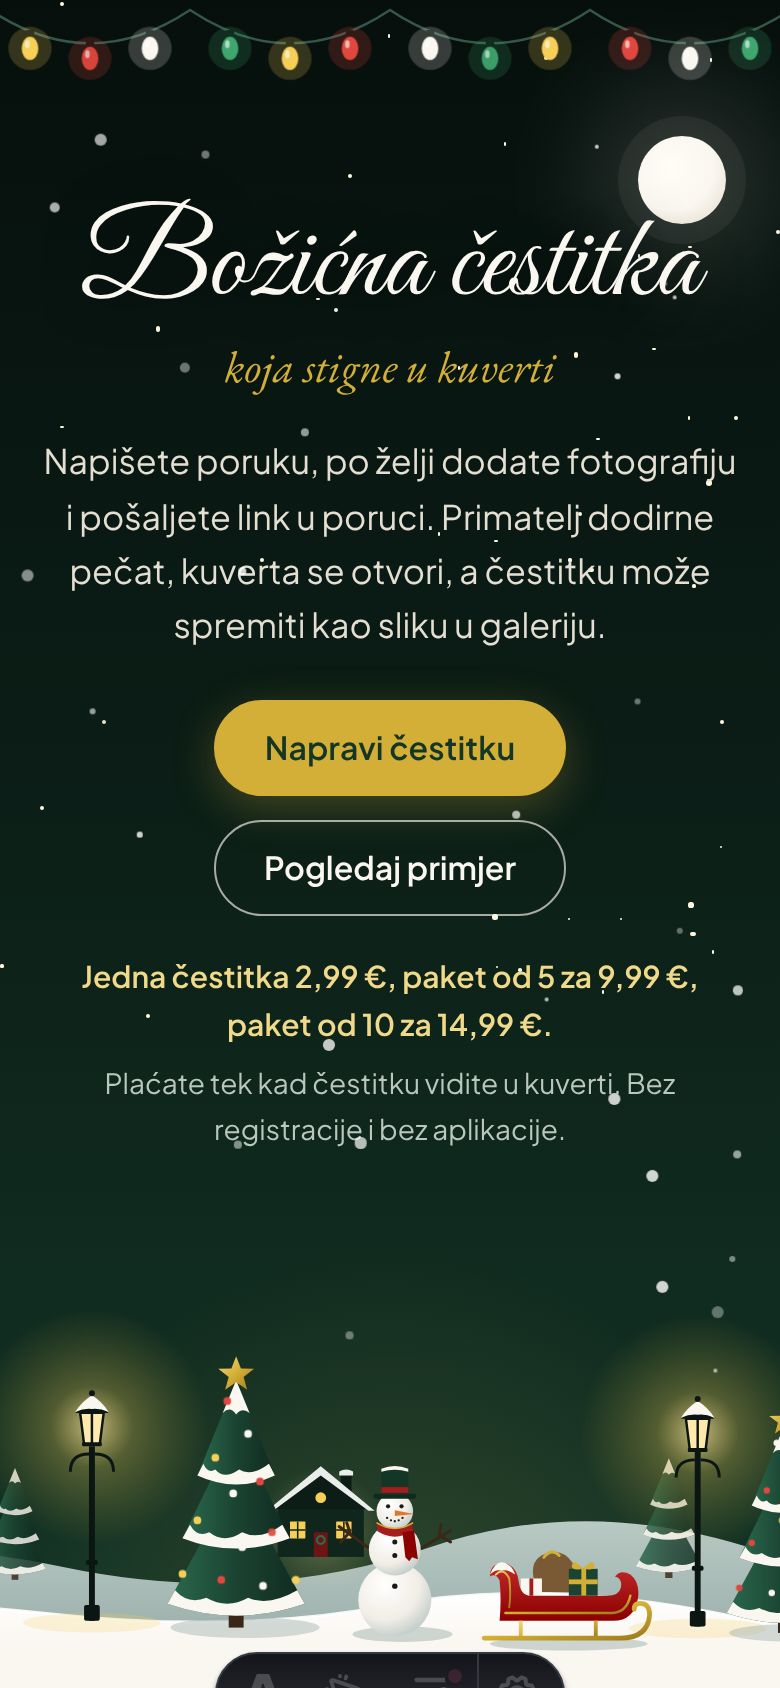 Božićna čestitka
koja stigne u kuverti
Napišete poruku, po želji dodate fotografiju
i pošaljete link u poruci. Primatelj dodirne
pečat, kuverta se otvori, a čestitku može
spremiti kao sliku u galeriju.
Napravi čestitku
Pogledaj primjer
Jedna čestitka 2,99 €, paket od 5 za 9,99 €,
paket od 10 za 14,99 €.
Plaćate tek kad čestitku vidite u kuverti. Bez
registracije i bez aplikacije.